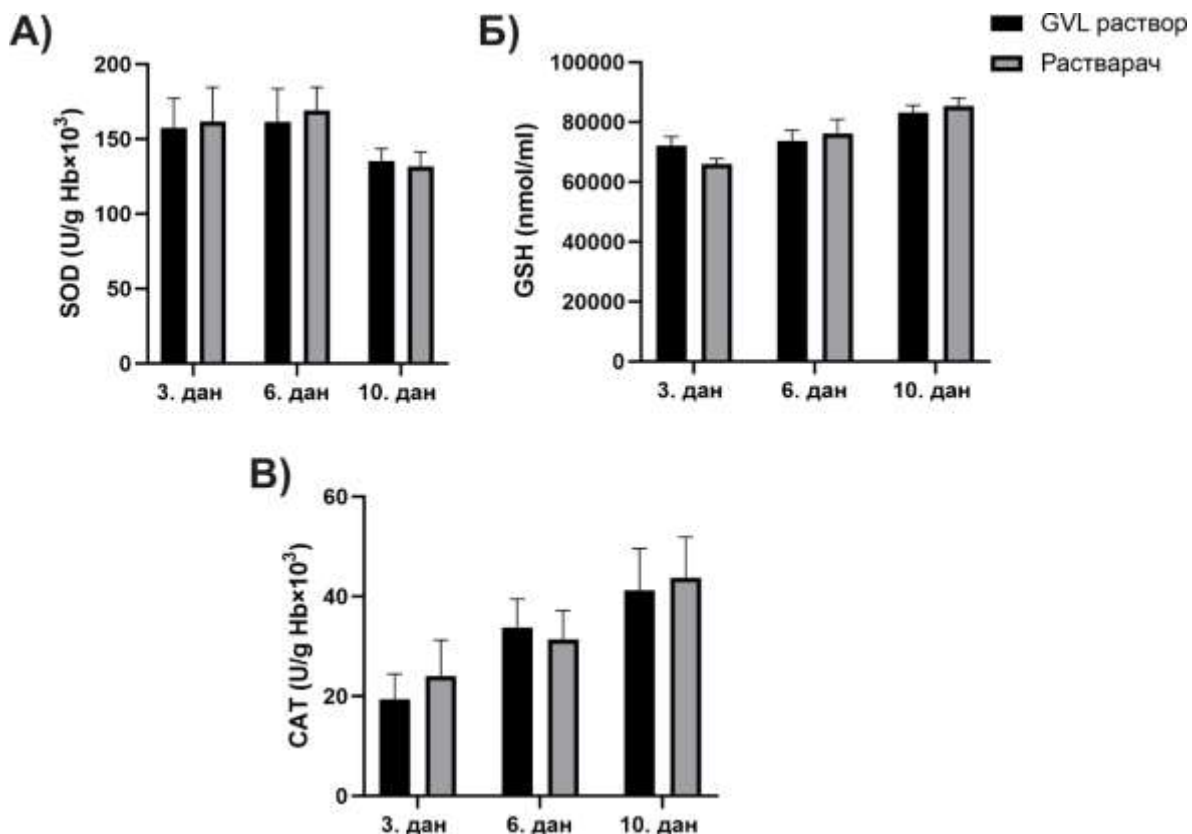 А)
SOD (U/g Hb×10³)
200
150
100
50
0
3. дан 6. дан 10. дан
Б)
GSH (nmol/ml)
100000
80000
60000
40000
20000
0
3. дан 6. дан 10. дан
GVL раствор
Растварач
В)
CAT (U/g Hb×10³)
60
40
20
0
3. дан 6. дан 10. дан